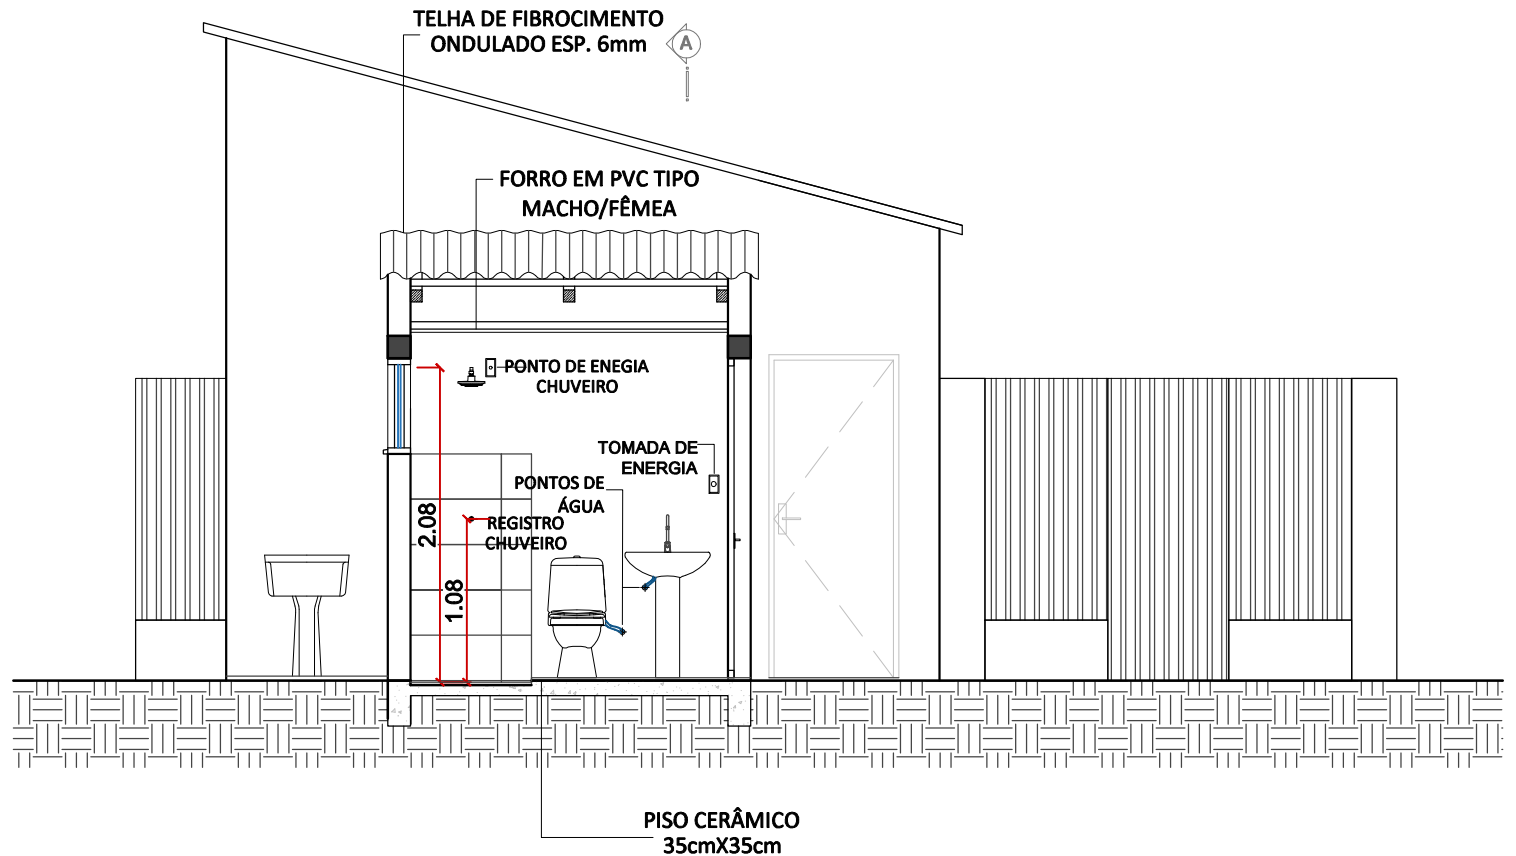 TELHA DE FIBROCIMENTO
ONDULADO ESP. 6mm
A
FORRO EM PVC TIPO
MACHO/FÊMEA
PONTO DE ENEGIA
CHUVEIRO
TOMADA DE
ENERGIA
PONTOS DE
ÁGUA
2.08
REGISTRO
CHUVEIRO
1.08
PISO CERÂMICO
35cmX35cm